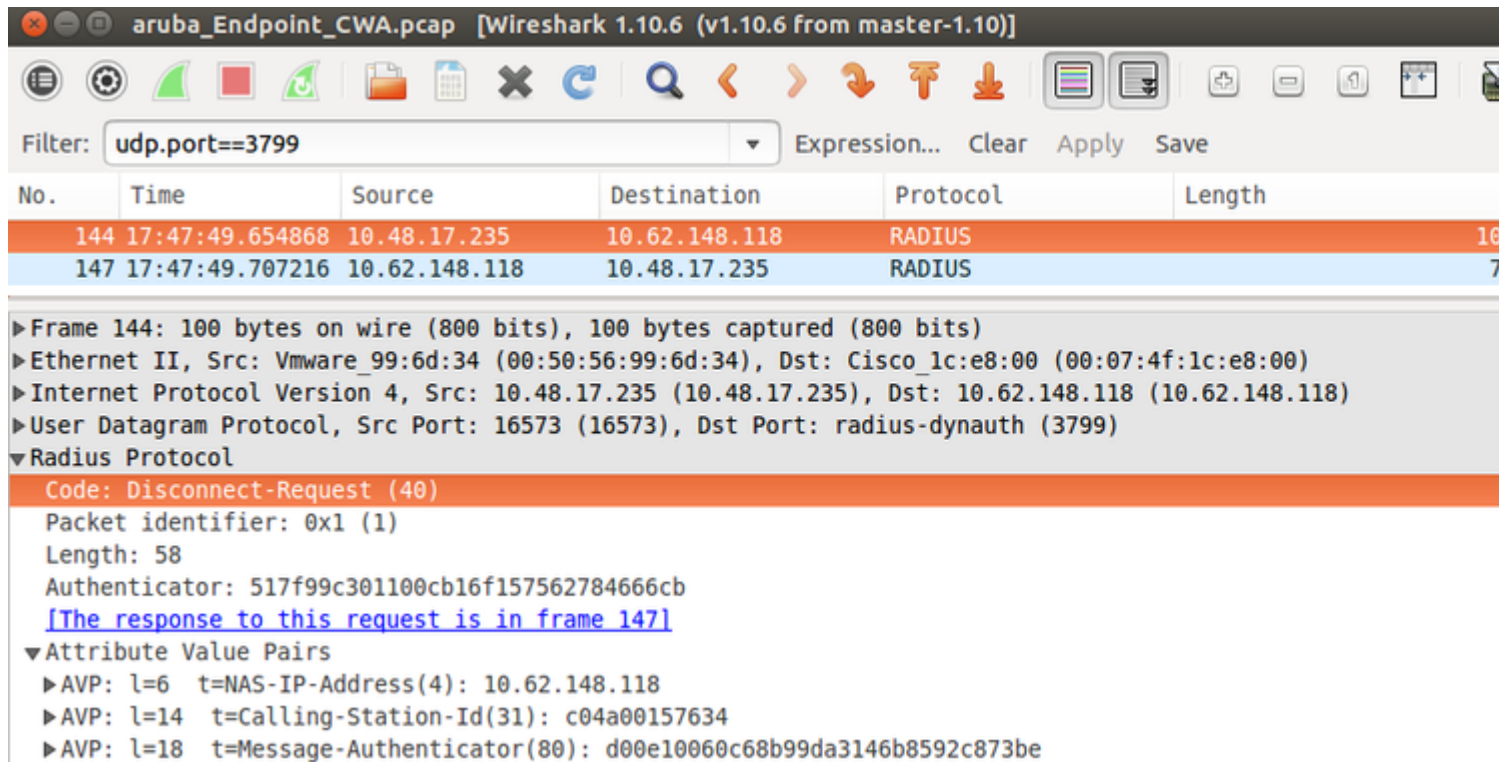 aruba_Endpoint_CWA.pcap [Wireshark 1.10.6 (v1.10.6 from master-1.10)]
Filter: udp.port==3799 Expression... Clear Apply Save
No. Time Source Destination Protocol Length
144 17:47:49.654868 10.48.17.235 10.62.148.118 RADIUS 10
147 17:47:49.707216 10.62.148.118 10.48.17.235 RADIUS 7
Frame 144: 100 bytes on wire (800 bits), 100 bytes captured (800 bits)
Ethernet II, Src: Vmware_99:6d:34 (00:50:56:99:6d:34), Dst: Cisco_1c:e8:00 (00:07:4f:1c:e8:00)
Internet Protocol Version 4, Src: 10.48.17.235 (10.48.17.235), Dst: 10.62.148.118 (10.62.148.118)
User Datagram Protocol, Src Port: 16573 (16573), Dst Port: radius-dynauth (3799)
Radius Protocol
Code: Disconnect-Request (40)
Packet identifier: 0x1 (1)
Length: 58
Authenticator: 517f99c301100cb16f157562784666cb
[The response to this request is in frame 147]
Attribute Value Pairs
AVP: l=6 t=NAS-IP-Address(4): 10.62.148.118
AVP: l=14 t=Calling-Station-Id(31): c04a00157634
AVP: l=18 t=Message-Authenticator(80): d00e10060c68b99da3146b8592c873be